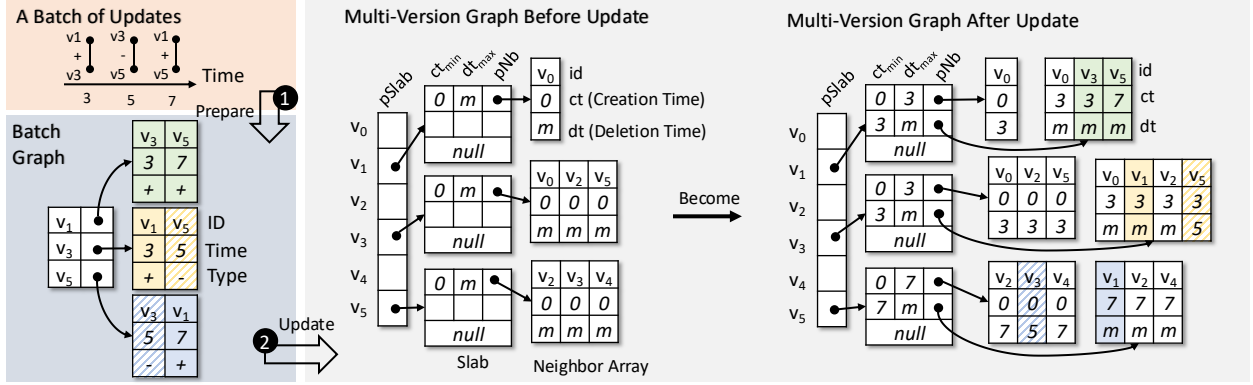 A Batch of Updates
v1 v3 v1
+ - +
v3 v5 v5
Time
3 5 7
Prepare
1
Batch
Graph
v3 v5
3 7
+ +
v1
v3
v5
v1 v5
3 5
+ -
ID
Time
Type
v3 v1
5 7
- +
2
Update
Multi-Version Graph Before Update
pSlab
ctmin
dtmax
pNb
v0
v1
v2
v3
v4
v5
0 m
null
0 m
null
0 m
null
v0
0
m
id
ct (Creation Time)
dt (Deletion Time)
v0 v2 v5
0 0 0
m m m
v2 v3 v4
0 0 0
m m m
Slab
Neighbor Array
Become
Multi-Version Graph After Update
pSlab
ctmin
dtmax
pNb
v0
v1
v2
v3
v4
v5
0 3
3 m
null
0 3
3 m
null
0 7
7 m
null
v0
0
3
v0 v3 v5
3 3 7
m m m
id
ct
dt
v0 v2 v5
0 0 0
3 3 3
v0 v1 v2 v5
3 3 3 3
m m m 5
v2 v3 v4
0 0 0
7 5 7
v1 v2 v4
7 7 7
m m m